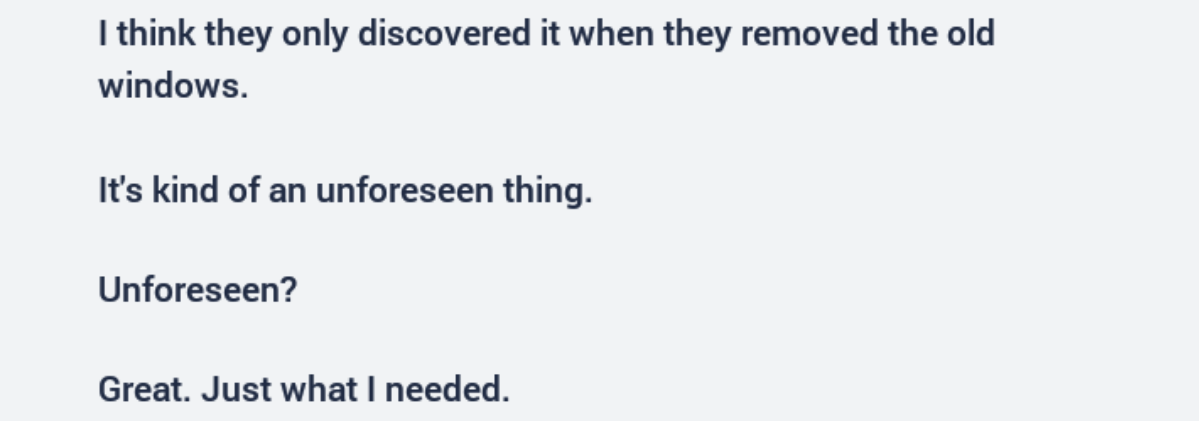 I think they only discovered it when they removed the old
windows.
It's kind of an unforeseen thing.
Unforeseen?
Great. Just what I needed.